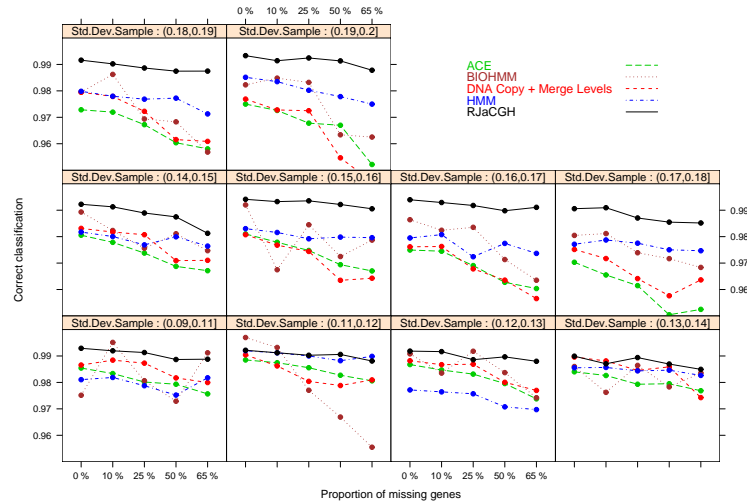 0 % 10 % 25 % 50 % 65 %
Std.Dev.Sample : (0.18,0.19] Std.Dev.Sample : (0.19,0.2]
0.99
0.98
0.97
0.96
ACE
BIOHMM
DNA Copy + Merge Levels
HMM
RJaCGH
Std.Dev.Sample : (0.14,0.15] Std.Dev.Sample : (0.15,0.16] Std.Dev.Sample : (0.16,0.17] Std.Dev.Sample : (0.17,0.18]
0.99
0.98
0.97
0.96
Correct classification
Std.Dev.Sample : (0.09,0.11] Std.Dev.Sample : (0.11,0.12] Std.Dev.Sample : (0.12,0.13] Std.Dev.Sample : (0.13,0.14]
0.99
0.98
0.97
0.96
0 % 10 % 25 % 50 % 65 % 0 % 10 % 25 % 50 % 65 %
Proportion of missing genes